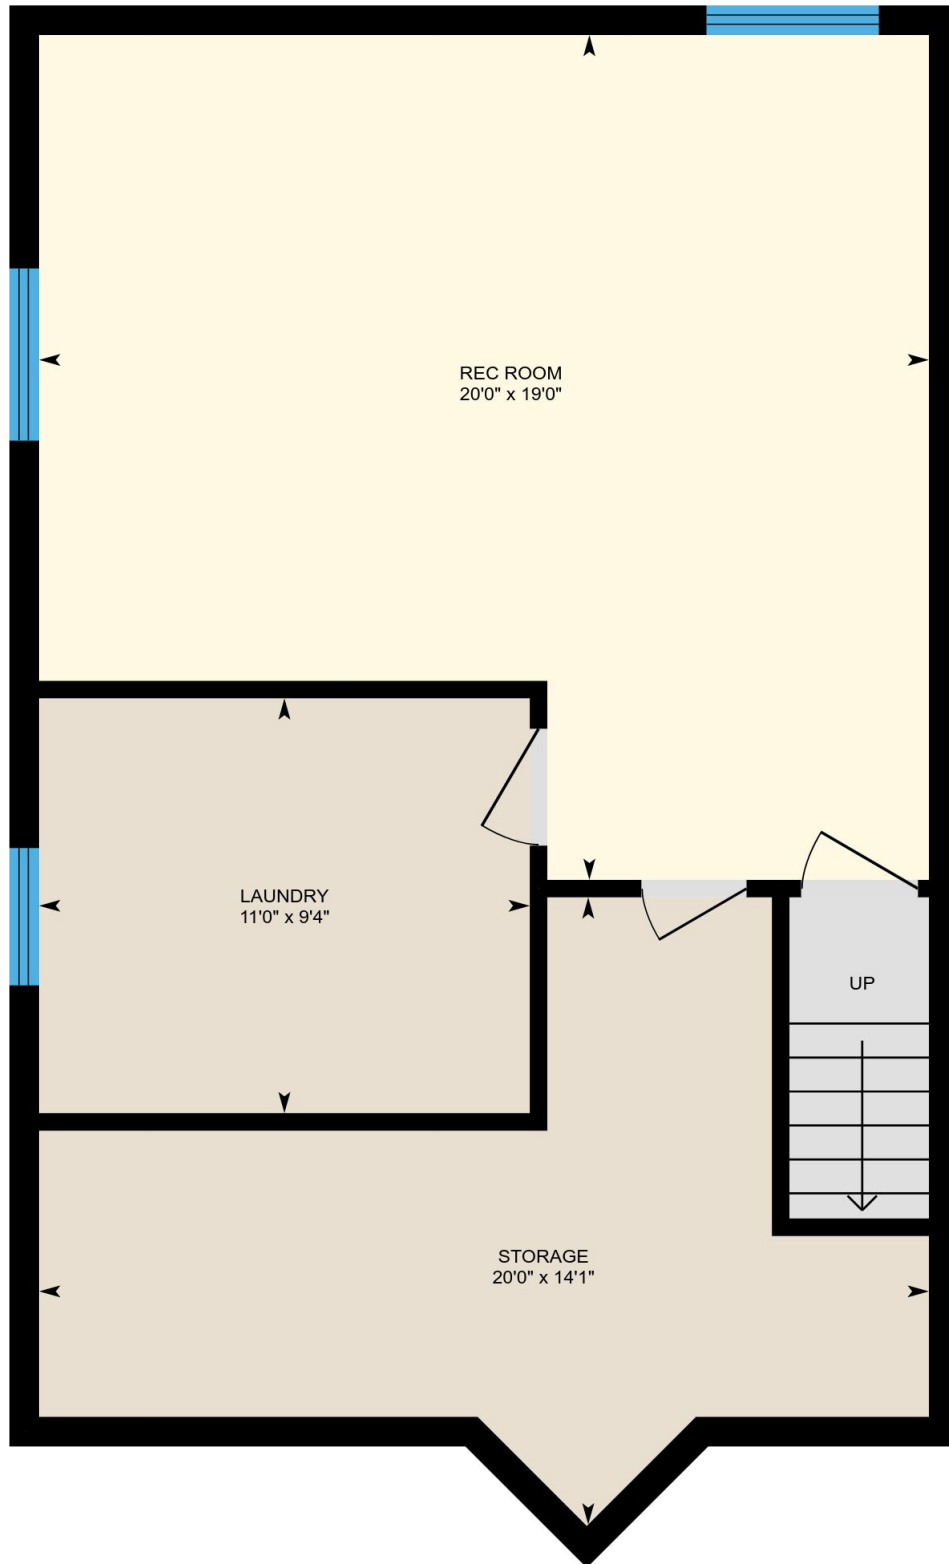 REC ROOM
20'0" x 19'0"
LAUNDRY
11'0" x 9'4"
UP
STORAGE
20'0" x 14'1"